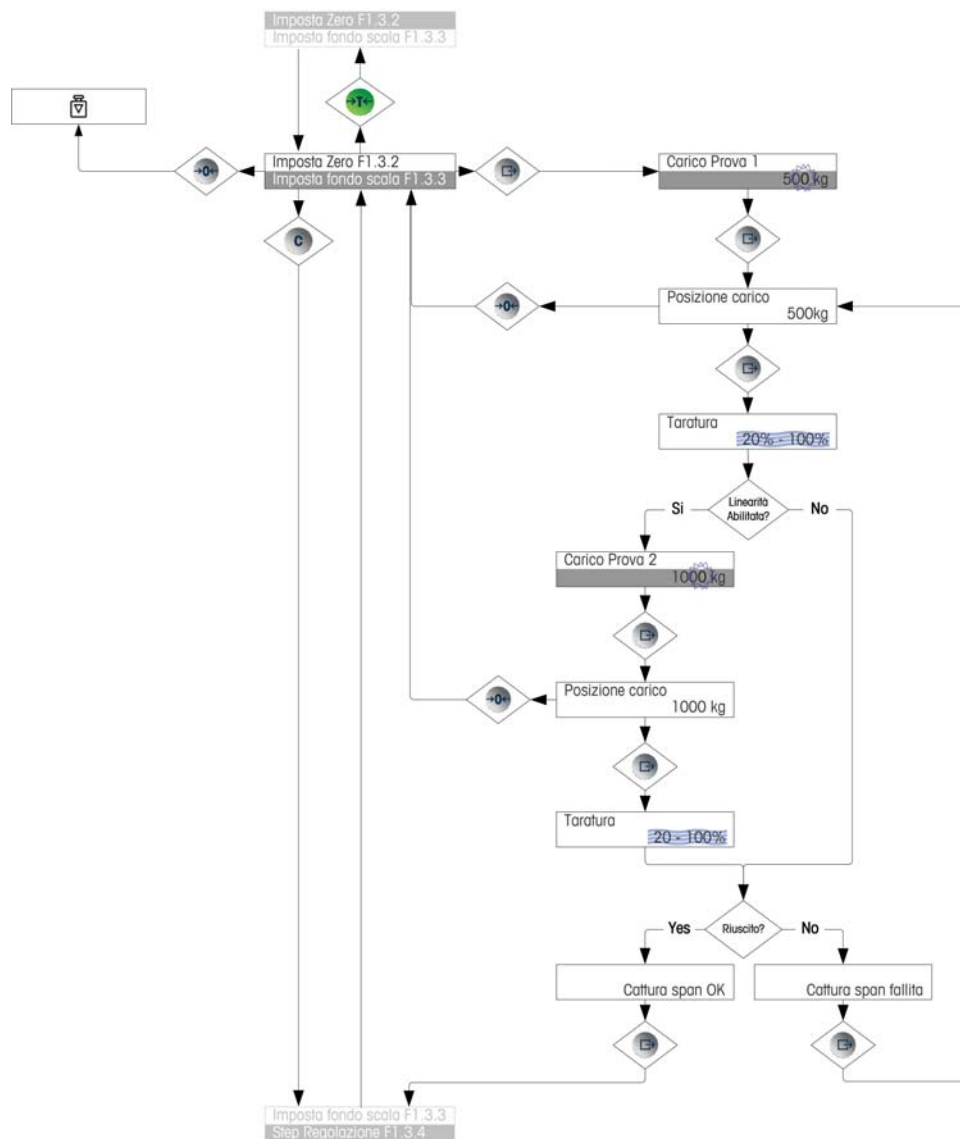 Imposta Zero F1.3.2
Imposta fondo scala F1.3.3
→T←
→0←
Imposta Zero F1.3.2
Imposta fondo scala F1.3.3
Carico Prova 1
500 kg
C
Posizione carico
500kg
→0←
Taratura
20% - 100%
Linearità
Abilitata?
Si
No
Carico Prova 2
1000 kg
Posizione carico
1000 kg
→0←
Taratura
20 - 100%
Riuscito?
Yes
No
Cattura span OK
Cattura span fallita
Imposta fondo scala F1.3.3
Step Regolazione F1.3.4